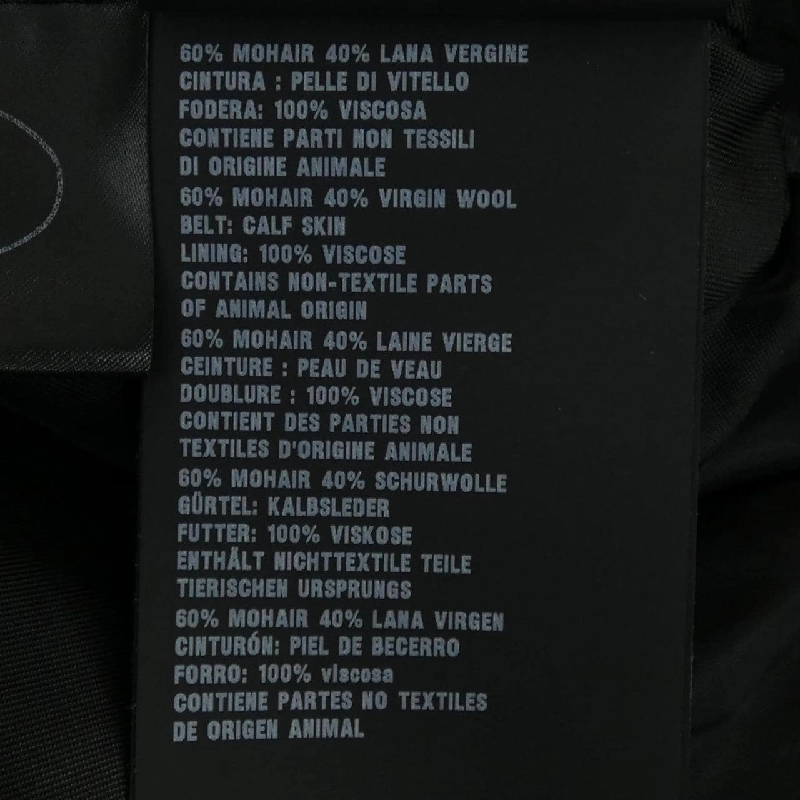 60% MOHAIR 40% LANA VERGINE
CINTURA : PELLE DI VITELLO
FODERA: 100% VISCOSA
CONTIENE PARTI NON TESSILI
DI ORIGINE ANIMALE
60% MOHAIR 40% VIRGIN WOOL
BELT: CALF SKIN
LINING: 100% VISCOSE
CONTAINS NON-TEXTILE PARTS
OF ANIMAL ORIGIN
60% MOHAIR 40% LAINE VIERGE
CEINTURE : PEAU DE VEAU
DOUBLURE : 100% VISCOSE
CONTIENT DES PARTIES NON
TEXTILES D'ORIGINE ANIMALE
60% MOHAIR 40% SCHURWOLLE
GÜRTEL: KALBSLEDER
FUTTER: 100% VISKOSE
ENTHÄLT NICHTTEXTILE TEILE
TIERISCHEN URSPRUNGS
60% MOHAIR 40% LANA VIRGEN
CINTURÓN: PIEL DE BECERRO
FORRO: 100% viscosa
CONTIENE PARTES NO TEXTILES
DE ORIGEN ANIMAL